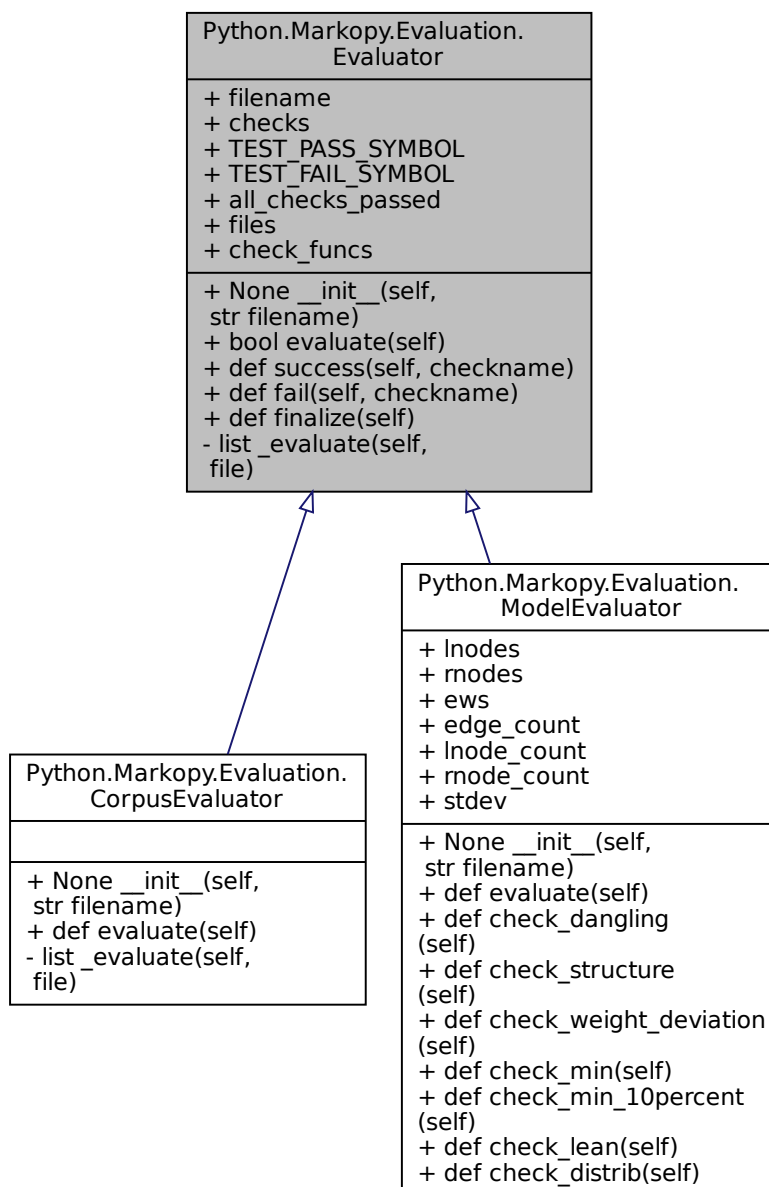 Python.Markopy.Evaluation.
Evaluator
+ filename
+ checks
+ TEST_PASS_SYMBOL
+ TEST_FAIL_SYMBOL
+ all_checks_passed
+ files
+ check_funcs
+ None __init__(self,
str filename)
+ bool evaluate(self)
+ def success(self, checkname)
+ def fail(self, checkname)
+ def finalize(self)
- list _evaluate(self,
file)
Python.Markopy.Evaluation.
CorpusEvaluator
+ None __init__(self,
str filename)
+ def evaluate(self)
- list _evaluate(self,
file)
Python.Markopy.Evaluation.
ModelEvaluator
+ lnodes
+ rnodes
+ ews
+ edge_count
+ lnode_count
+ rnode_count
+ stdev
+ None __init__(self,
str filename)
+ def evaluate(self)
+ def check_dangling
(self)
+ def check_structure
(self)
+ def check_weight_deviation
(self)
+ def check_min(self)
+ def check_min_10percent
(self)
+ def check_lean(self)
+ def check_distrib(self)